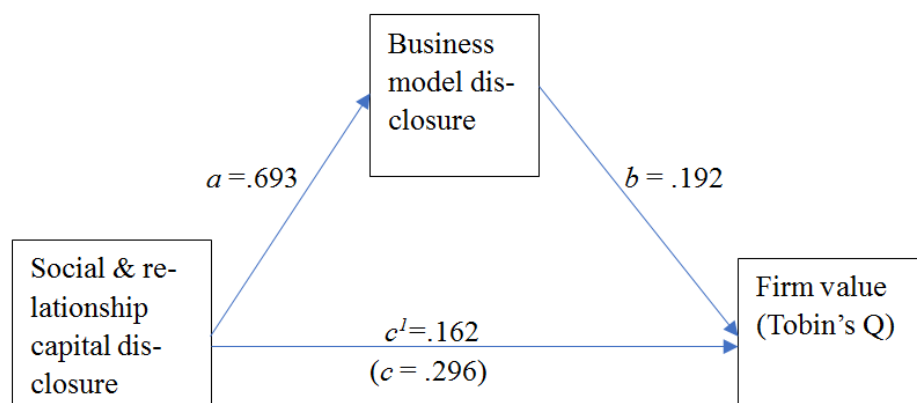 Business
model dis-
closure
a =.693
b = .192
Social & re-
lationship
capital dis-
closure
c¹=.162
(c = .296)
Firm value
(Tobin’s Q)